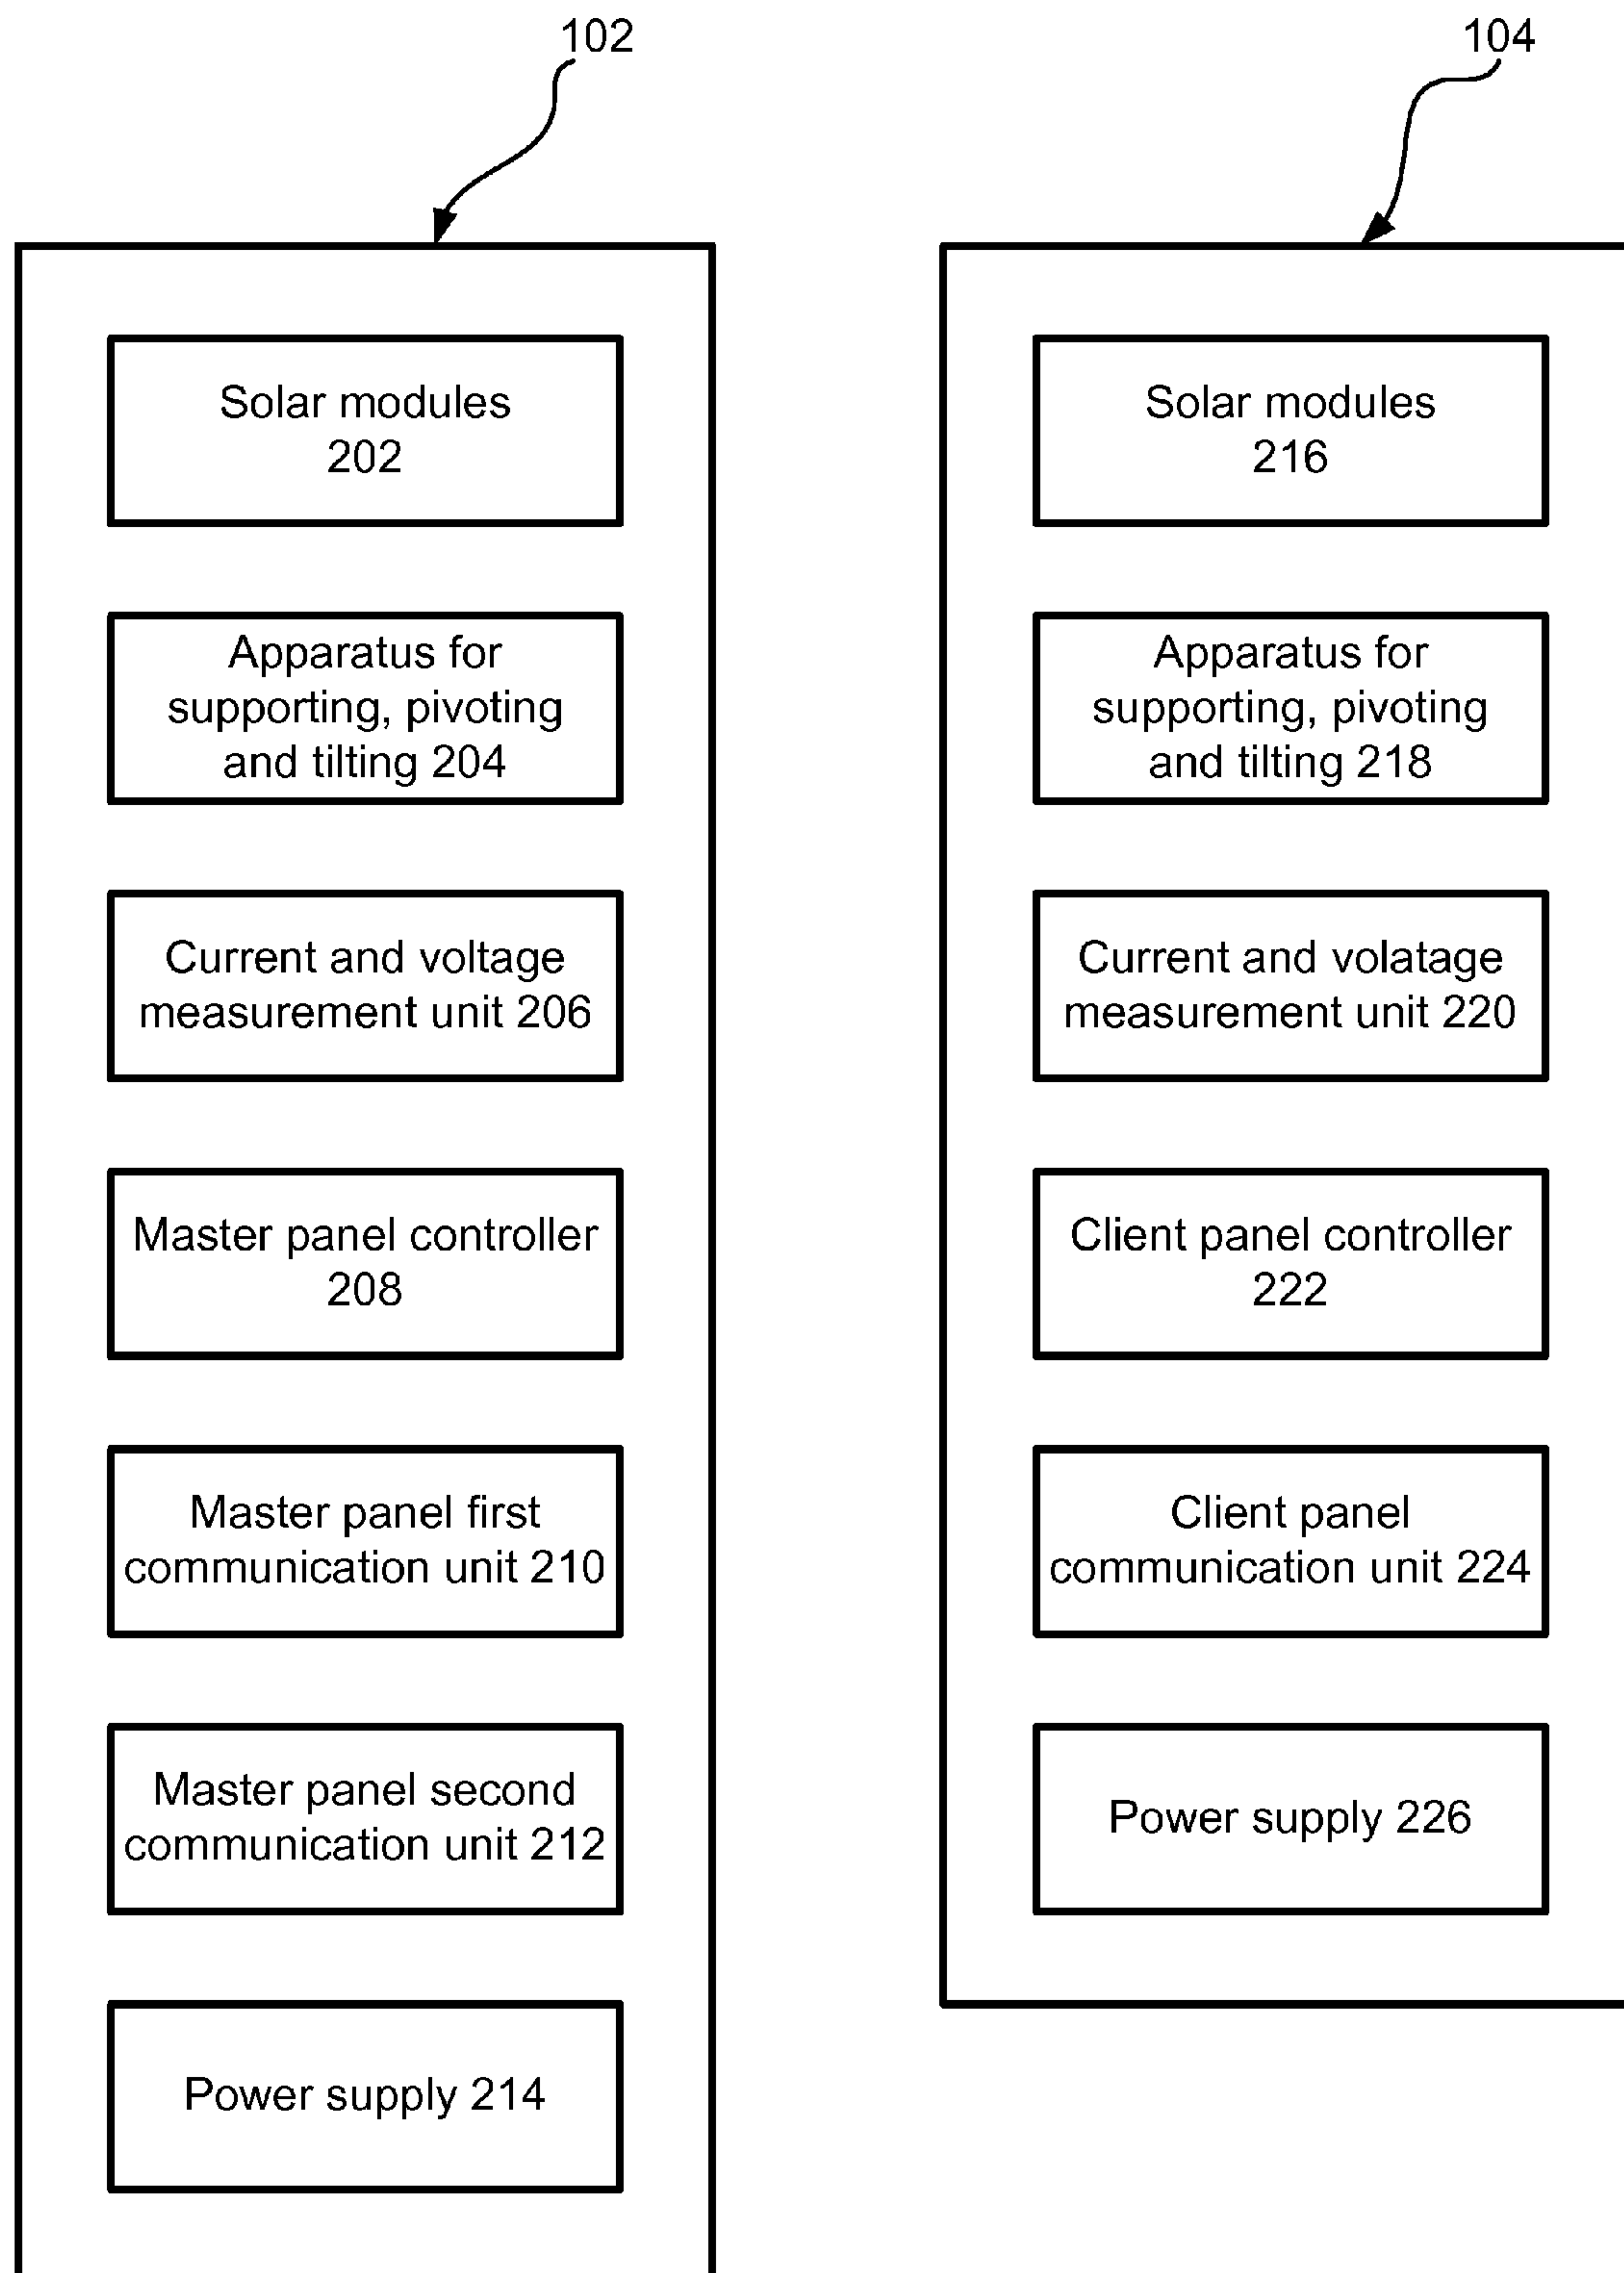 102
Solar modules
202
Apparatus for
supporting, pivoting
and tilting 204
Current and voltage
measurement unit 206
Master panel controller
208
Master panel first
communication unit 210
Master panel second
communication unit 212
Power supply 214
104
Solar modules
216
Apparatus for
supporting, pivoting
and tilting 218
Current and volatage
measurement unit 220
Client panel controller
222
Client panel
communication unit 224
Power supply 226